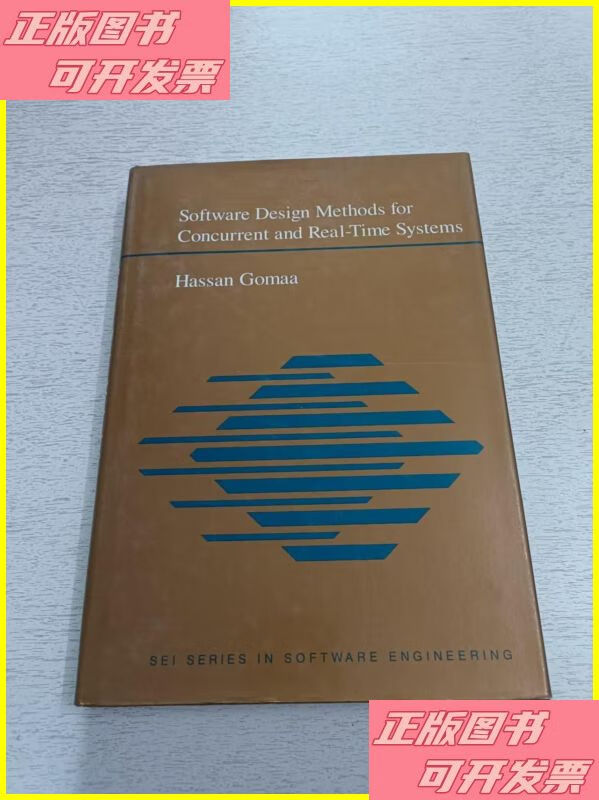 正版图书
可开发票
Software Design Methods for
Concurrent and Real-Time Systems
Hassan Gomaa
SEI SERIES IN SOFTWARE ENGINEERING
正版图书
可开发票